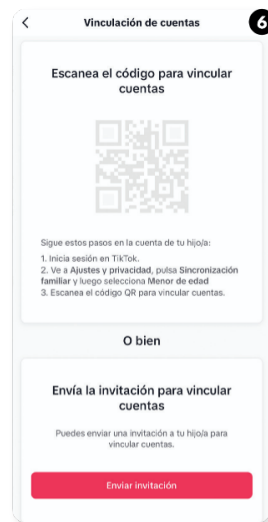 Vinculación de cuentas
6
Escanea el código para vincular
cuentas
Sigue estos pasos en la cuenta de tu hijo/a:
1. Inicia sesión en TikTok.
2. Ve a Ajustes y privacidad, pulsa Sincronización
familiar y luego selecciona Menor de edad
3. Escanea el código QR para vincular cuentas.
O bien
Envía la invitación para vincular
cuentas
Puedes enviar una invitación a tu hijo/a para
vincular cuentas.
Enviar invitación